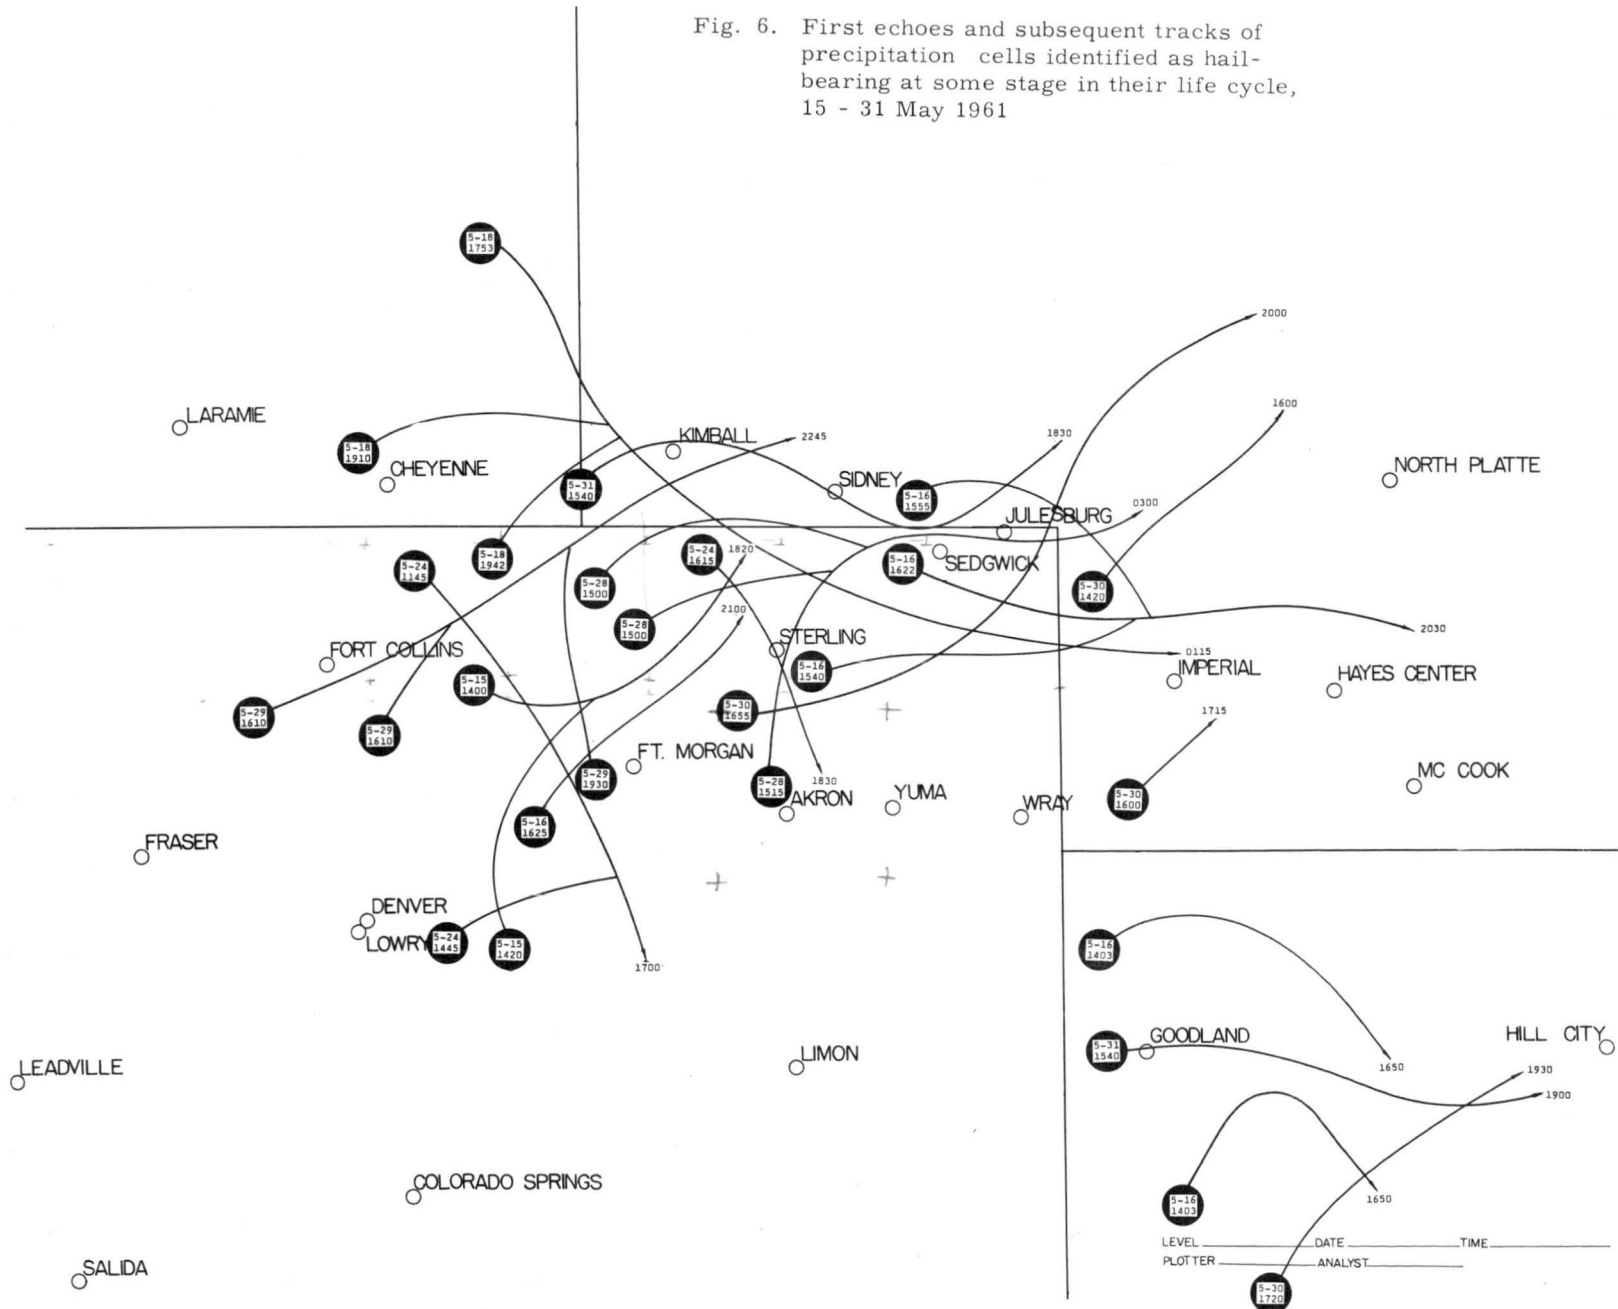 Fig. 6. First echoes and subsequent tracks of
precipitation cells identified as hail-
bearing at some stage in their life cycle,
15 - 31 May 1961
5-18
1753
2000
LARAMIE
1600
KIMBALL
2245
1830
5-18
1910
CHEYENNE
NORTH PLATTE
5-31
1540
SIDNEY
5-16
1555
0300
JULESBURG
5-18
1942
5-24
1615
1820
SEDGWICK
5-16
1622
5-24
1145
5-28
1500
5-30
1420
2100
5-28
1500
2030
STERLING
0115
FORT COLLINS
5-16
1540
IMPERIAL
HAYES CENTER
5-15
1400
5-29
1610
5-30
1655
1715
5-29
1610
FT. MORGAN
5-29
1930
1830
5-28
1515
AKRON
YUMA
WRAY
5-30
1600
MC COOK
5-16
1625
FRASER
DENVER
LOWRY
5-24
1445
5-15
1420
5-16
1403
1700
GOODLAND
HILL CITY
5-31
1540
LIMON
LEADVILLE
1650
1930
1900
COLORADO SPRINGS
5-16
1403
1650
LEVEL DATE TIME
PLOTTER ANALYST
SALIDA
5-30
1720